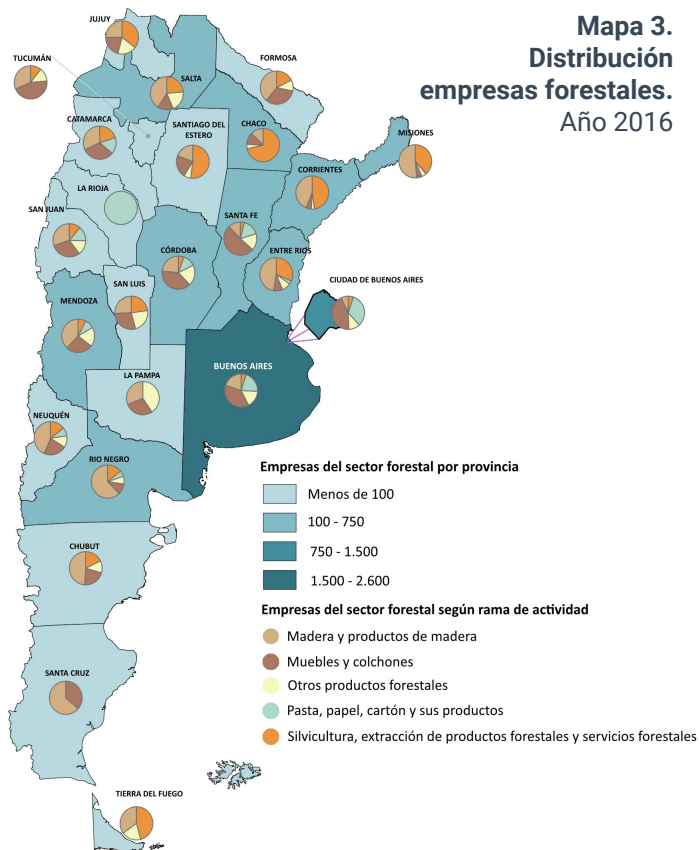 Mapa 3.
Distribución
empresas forestales.
Año 2016
JUJUY
TUCUMÁN
SALTA
FORMOSA
CATAMARCA
SANTIAGO DEL
ESTERO
CHACO
MISIONES
CORRIENTES
LA RIOJA
SAN JUAN
SANTA FE
CÓRDOBA
ENTRE RIOS
CIUDAD DE BUENOS AIRES
SAN LUIS
MENDOZA
LA PAMPA
BUENOS AIRES
NEUQUÉN
RIO NEGRO
CHUBUT
SANTA CRUZ
TIERRA DEL FUEGO
Empresas del sector forestal por provincia
Menos de 100
100 - 750
750 - 1.500
1.500 - 2.600
Empresas del sector forestal según rama de actividad
Madera y productos de madera
Muebles y colchones
Otros productos forestales
Pasta, papel, cartón y sus productos
Silvicultura, extracción de productos forestales y servicios forestales